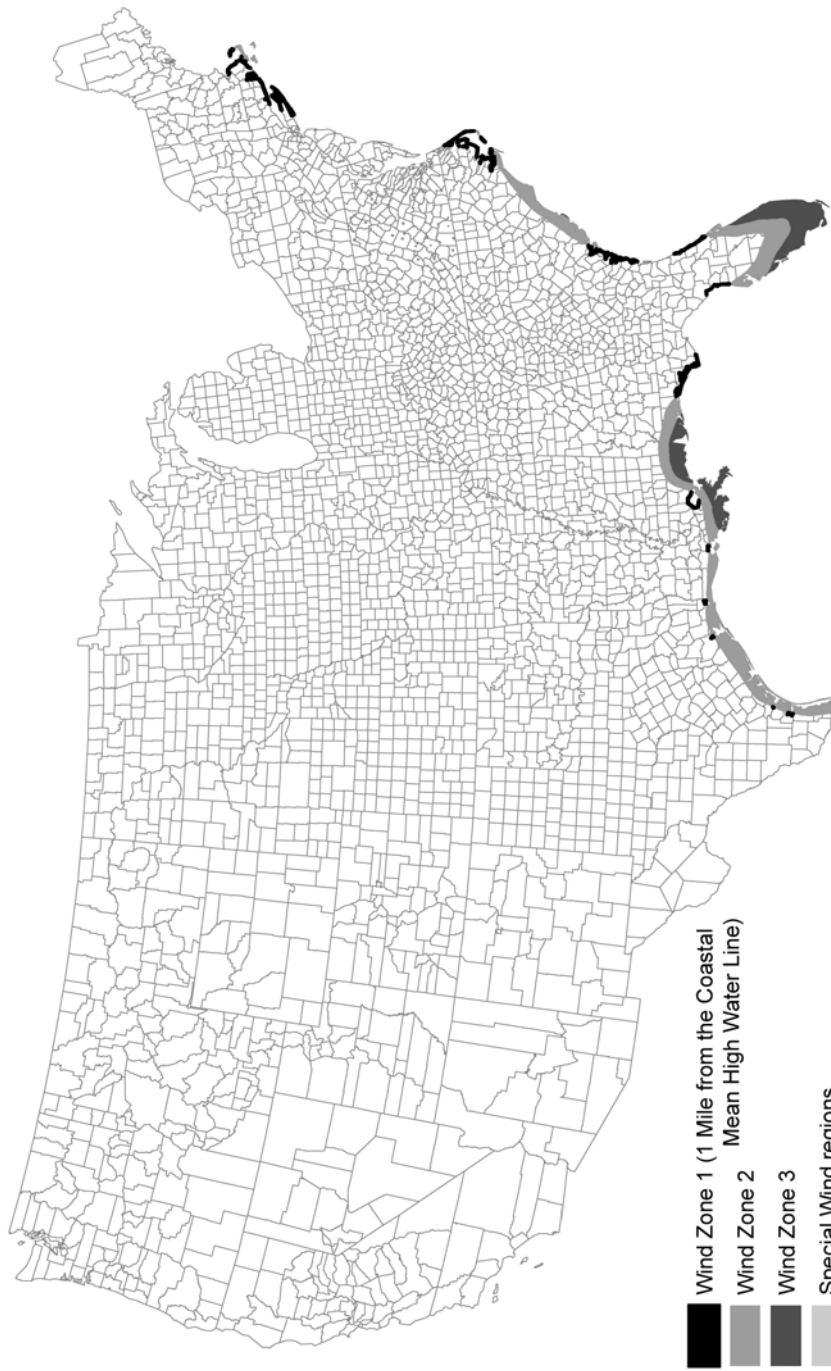 Wind Zone 1 (1 Mile from the Coastal
Mean High Water Line)
Wind Zone 2
Wind Zone 3
Special Wind regions